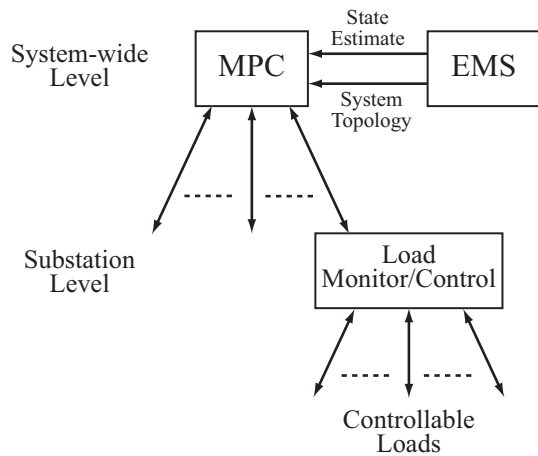 System-wide
Level
MPC
State
Estimate
System
Topology
EMS
Substation
Level
Load
Monitor/Control
Controllable
Loads